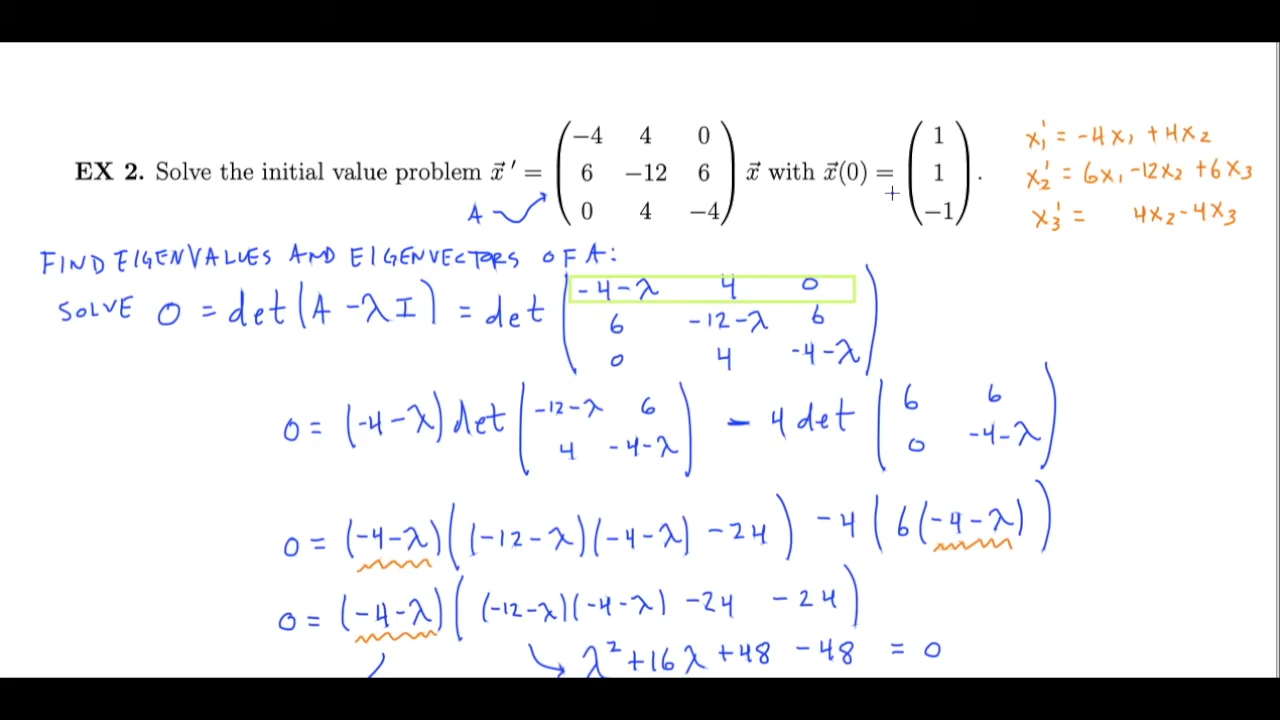 EX 2. Solve the initial value problem x⃗ ′ = ( −4 4 0 ; 6 −12 6 ; 0 4 −4 ) x⃗ with x⃗(0) = ( 1 ; 1 ; −1 ).
A
x₁' = -4x₁ + 4x₂
x₂' = 6x₁ -12x₂ + 6x₃
x₃' = 4x₂ - 4x₃
FIND EIGENVALUES AND EIGENVECTORS OF A:
SOLVE 0 = det(A - λI) = det ( -4-λ 4 0 ; 6 -12-λ 6 ; 0 4 -4-λ )
0 = (-4-λ) det ( -12-λ 6 ; 4 -4-λ ) - 4 det ( 6 6 ; 0 -4-λ )
0 = (-4-λ)((-12-λ)(-4-λ) -24) -4(6(-4-λ))
0 = (-4-λ)((-12-λ)(-4-λ) -24 -24)
λ² + 16λ + 48 - 48 = 0